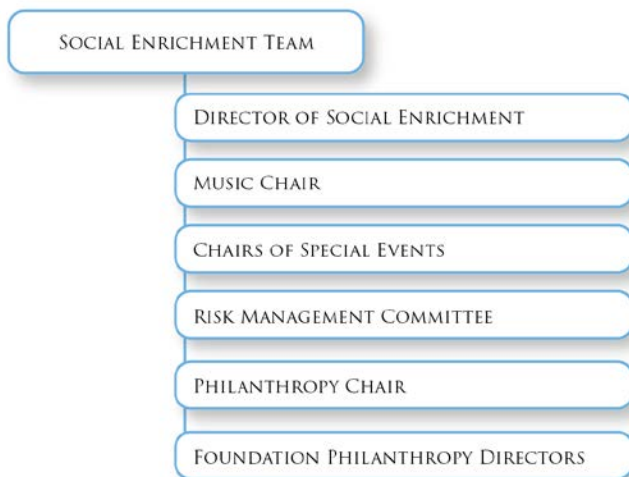 Social Enrichment Team
Director of Social Enrichment
Music Chair
Chairs of Special Events
Risk Management Committee
Philanthropy Chair
Foundation Philanthropy Directors